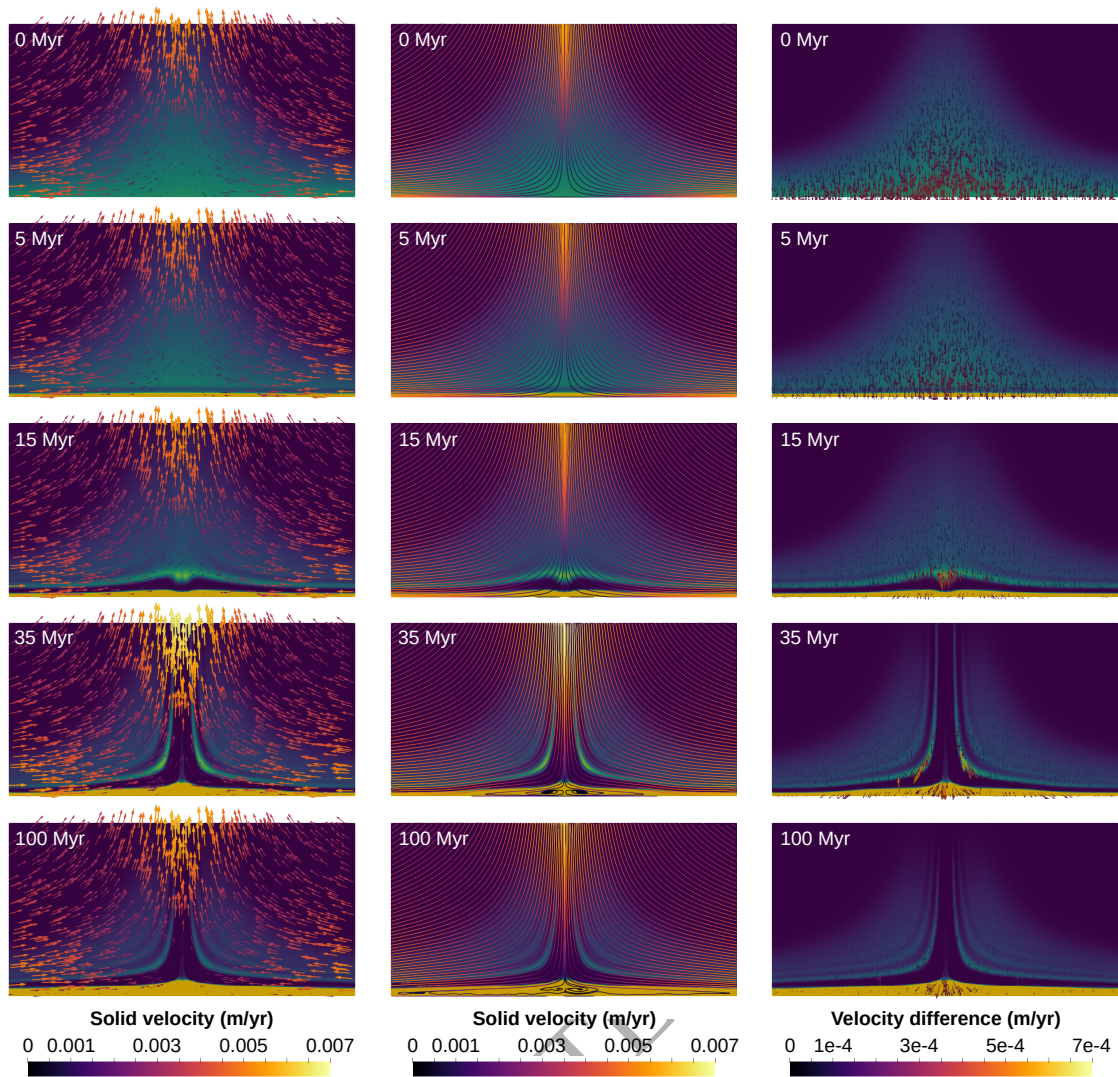 0 Myr 0 Myr 0 Myr
5 Myr 5 Myr 5 Myr
15 Myr 15 Myr 15 Myr
35 Myr 35 Myr 35 Myr
100 Myr 100 Myr 100 Myr
Solid velocity (m/yr) Solid velocity (m/yr) Velocity difference (m/yr)
0 0.001 0.003 0.005 0.007 0 0.001 0.003 0.005 0.007 0 1e-4 3e-4 5e-4 7e-4